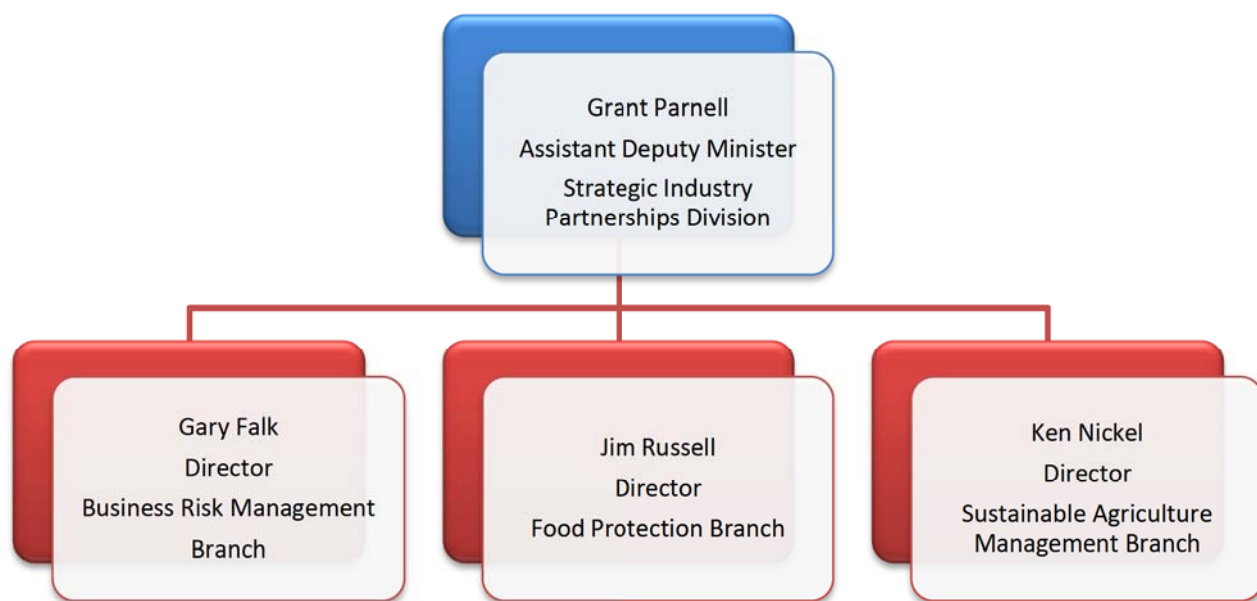 Grant Parnell
Assistant Deputy Minister
Strategic Industry
Partnerships Division
Gary Falk
Director
Business Risk Management
Branch
Jim Russell
Director
Food Protection Branch
Ken Nickel
Director
Sustainable Agriculture
Management Branch